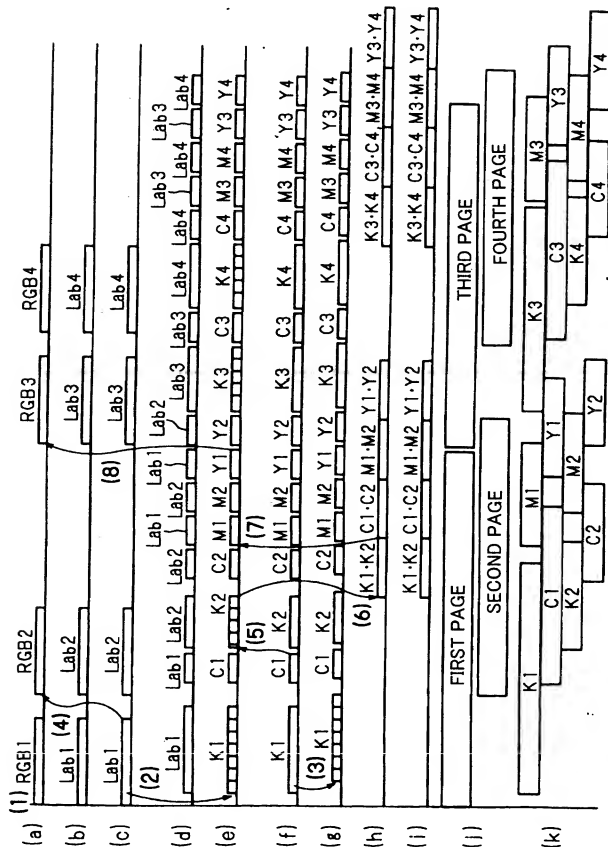 (1)
(a) RGB1 RGB2 RGB3 RGB4
(4) (8)
(b) Lab1 Lab2 Lab3 Lab4
(c) Lab1 Lab2 Lab3 Lab4
(2)
(d) Lab1 Lab1 Lab2 Lab2 Lab1 Lab2 Lab1 Lab2 Lab3 Lab3 Lab4 Lab4 Lab3 Lab4 Lab3 Lab4
(e) K1 C1 K2 C2 M1 M2 Y1 Y2 K3 C3 K4 C4 M3 M4 Y3 Y4
(5) (7)
(f) K1 C1 K2 C2 M1 M2 Y1 Y2 K3 C3 K4 C4 M3 M4 Y3 Y4
(3)
(g) K1 C1 K2 C2 M1 M2 Y1 Y2 K3 C3 K4 C4 M3 M4 Y3 Y4
(6)
(h) K1·K2 C1·C2 M1·M2 Y1·Y2 K3·K4 C3·C4 M3·M4 Y3·Y4
(i) K1·K2 C1·C2 M1·M2 Y1·Y2 K3·K4 C3·C4 M3·M4 Y3·Y4
(j) FIRST PAGE THIRD PAGE
SECOND PAGE FOURTH PAGE
K1 M1 K3 M3
(k) C1 Y1 C3 Y3
K2 M2 K4 M4
C2 Y2 C4 Y4